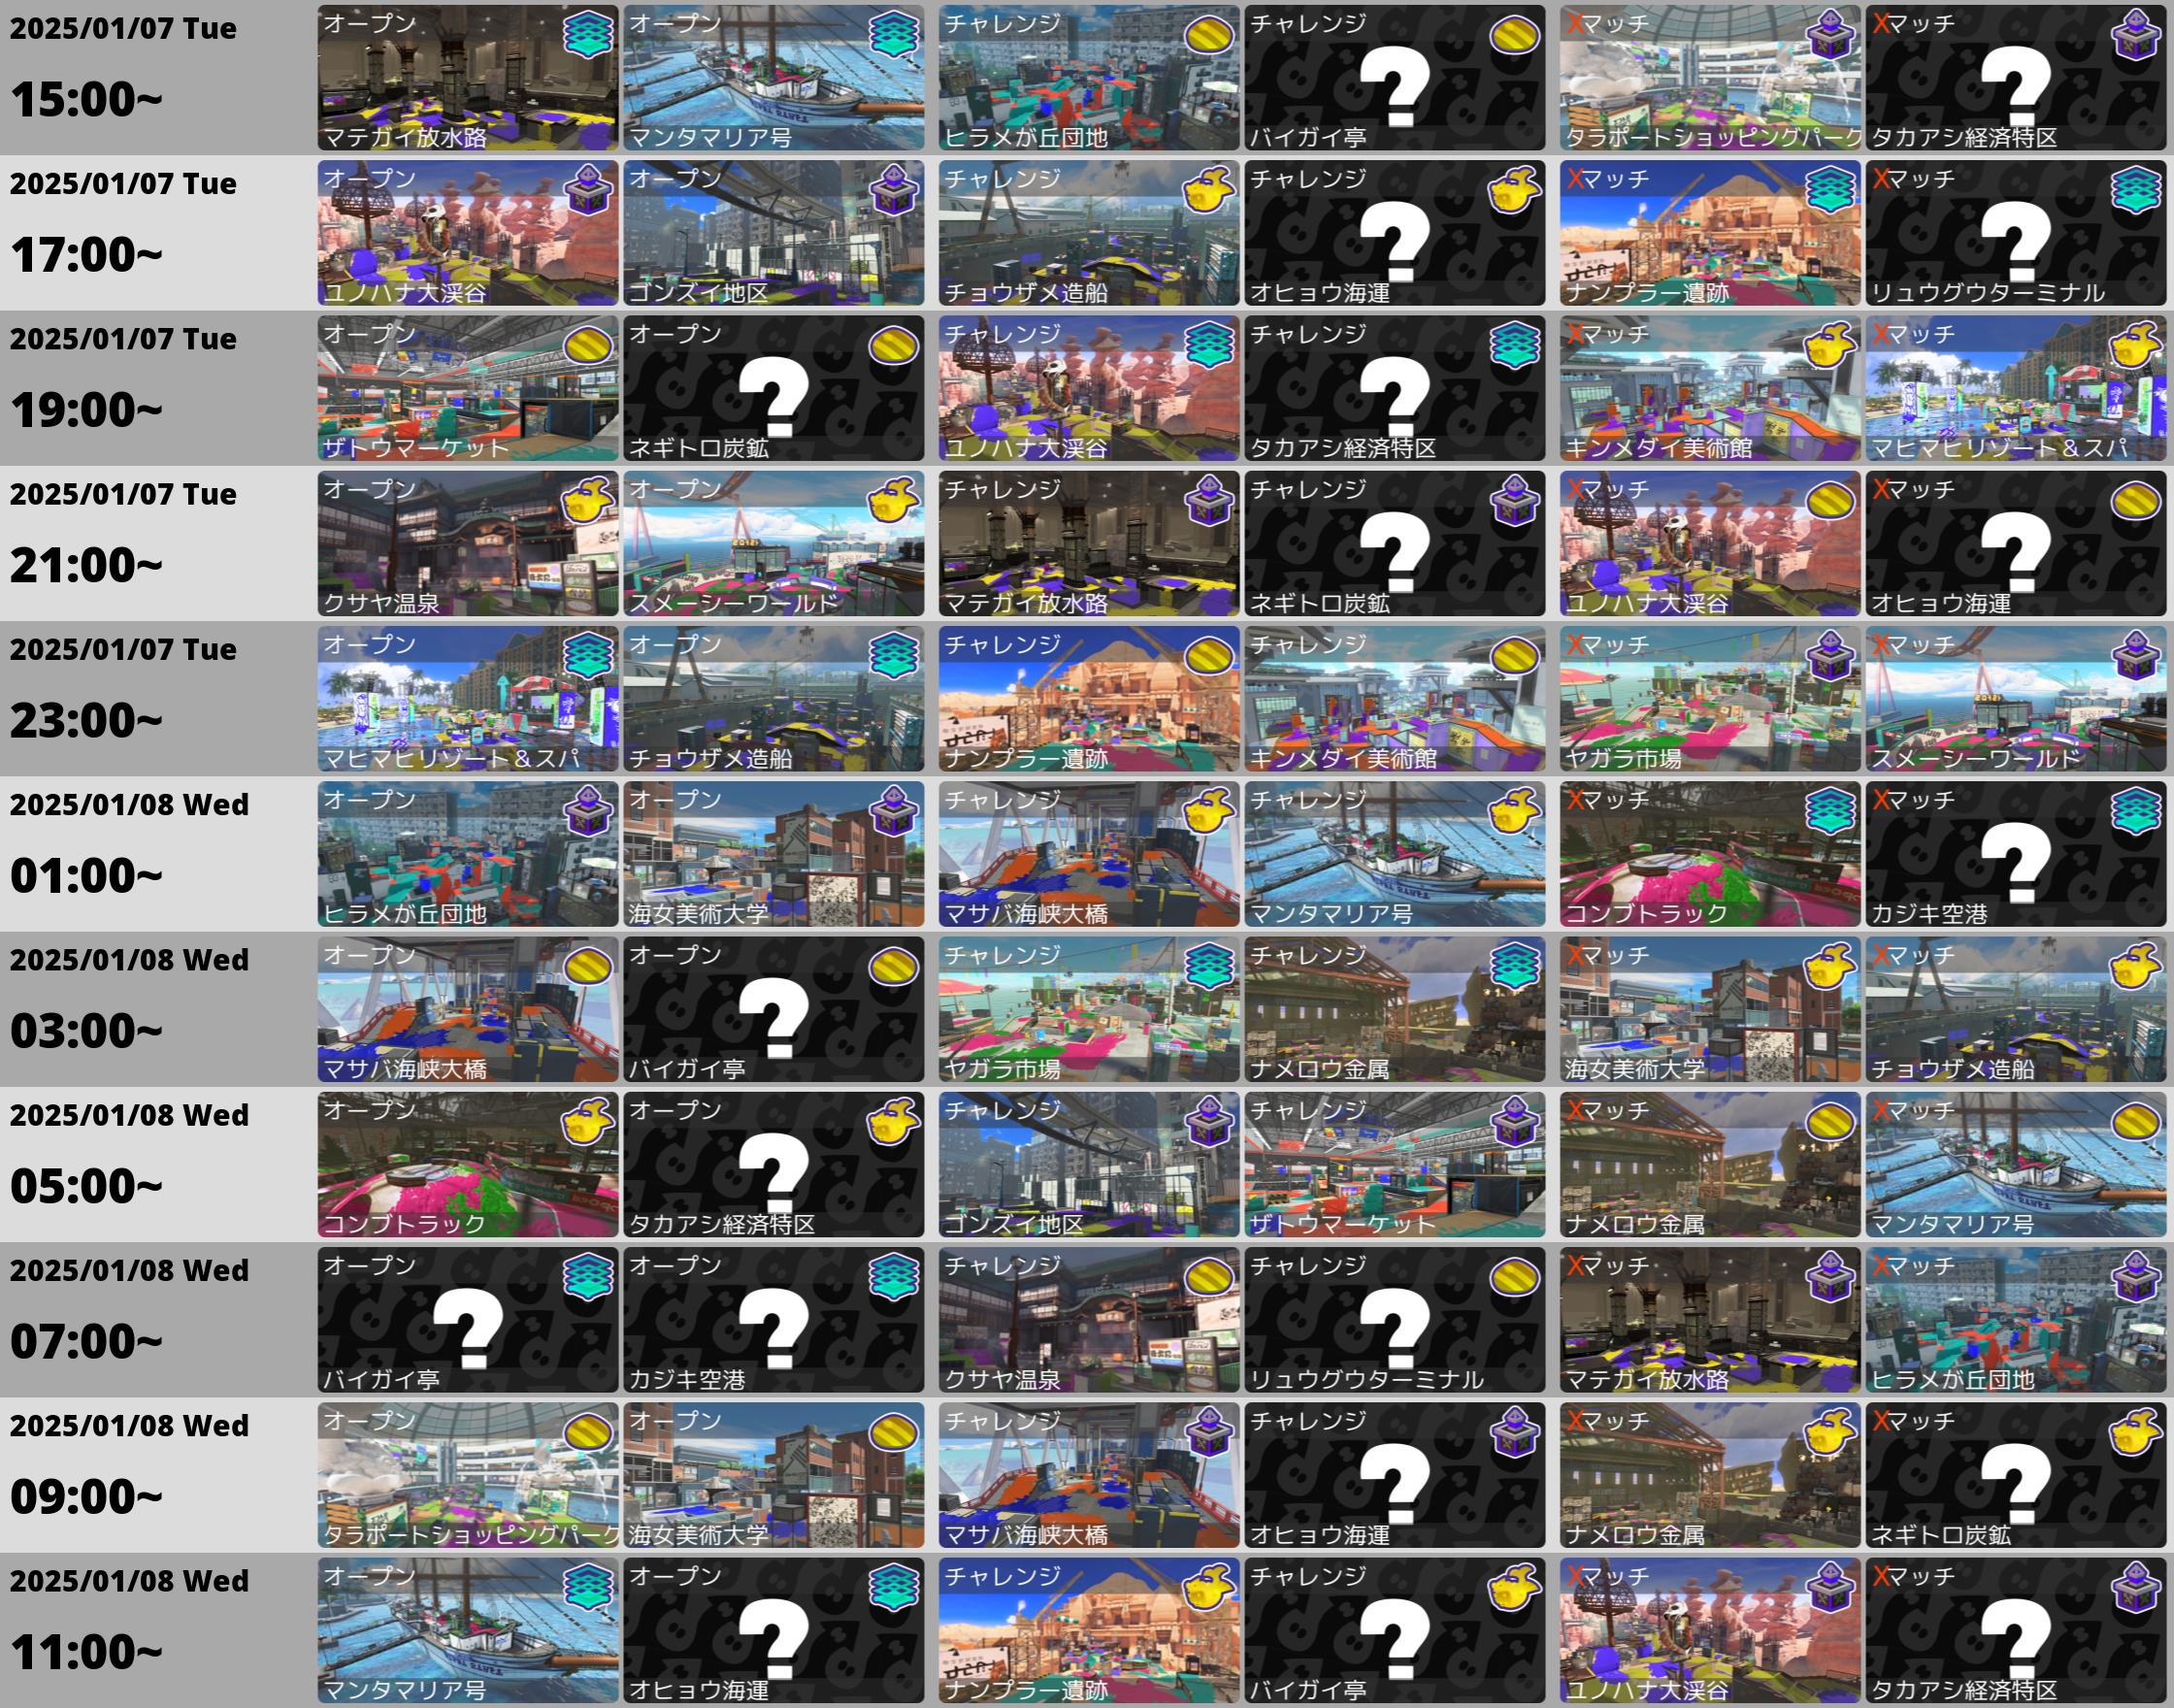 2025/01/07 Tue
15:00~
オープン
マテガイ放水路
オープン
マンタマリア号
チャレンジ
ヒラメが丘団地
チャレンジ
バイガイ亭
Xマッチ
タラポートショッピングパーク
Xマッチ
タカアシ経済特区
2025/01/07 Tue
17:00~
オープン
ユノハナ大渓谷
オープン
ゴンズイ地区
チャレンジ
チョウザメ造船
チャレンジ
オヒョウ海運
Xマッチ
ナンプラー遺跡
Xマッチ
リュウグウターミナル
2025/01/07 Tue
19:00~
オープン
ザトウマーケット
オープン
ネギトロ炭鉱
チャレンジ
ユノハナ大渓谷
チャレンジ
タカアシ経済特区
Xマッチ
キンメダイ美術館
Xマッチ
マヒマヒリゾート＆スパ
2025/01/07 Tue
21:00~
オープン
クサヤ温泉
オープン
スメーシーワールド
チャレンジ
マテガイ放水路
チャレンジ
ネギトロ炭鉱
Xマッチ
ユノハナ大渓谷
Xマッチ
オヒョウ海運
2025/01/07 Tue
23:00~
オープン
マヒマヒリゾート＆スパ
オープン
チョウザメ造船
チャレンジ
ナンプラー遺跡
チャレンジ
キンメダイ美術館
Xマッチ
ヤガラ市場
Xマッチ
スメーシーワールド
2025/01/08 Wed
01:00~
オープン
ヒラメが丘団地
オープン
海女美術大学
チャレンジ
マサバ海峡大橋
チャレンジ
マンタマリア号
Xマッチ
コンブトラック
Xマッチ
カジキ空港
2025/01/08 Wed
03:00~
オープン
マサバ海峡大橋
オープン
バイガイ亭
チャレンジ
ヤガラ市場
チャレンジ
ナメロウ金属
Xマッチ
海女美術大学
Xマッチ
チョウザメ造船
2025/01/08 Wed
05:00~
オープン
コンブトラック
オープン
タカアシ経済特区
チャレンジ
ゴンズイ地区
チャレンジ
ザトウマーケット
Xマッチ
ナメロウ金属
Xマッチ
マンタマリア号
2025/01/08 Wed
07:00~
オープン
バイガイ亭
オープン
カジキ空港
チャレンジ
クサヤ温泉
チャレンジ
リュウグウターミナル
Xマッチ
マテガイ放水路
Xマッチ
ヒラメが丘団地
2025/01/08 Wed
09:00~
オープン
タラポートショッピングパーク
オープン
海女美術大学
チャレンジ
マサバ海峡大橋
チャレンジ
オヒョウ海運
Xマッチ
ナメロウ金属
Xマッチ
ネギトロ炭鉱
2025/01/08 Wed
11:00~
オープン
マンタマリア号
オープン
オヒョウ海運
チャレンジ
ナンプラー遺跡
チャレンジ
バイガイ亭
Xマッチ
ユノハナ大渓谷
Xマッチ
タカアシ経済特区